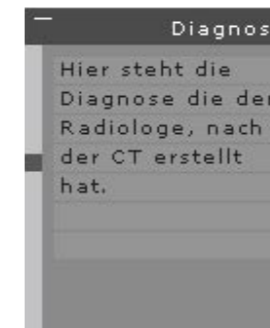 Diagnos
Hier steht die
Diagnose die der
Radiologe, nach
der CT erstellt
hat.